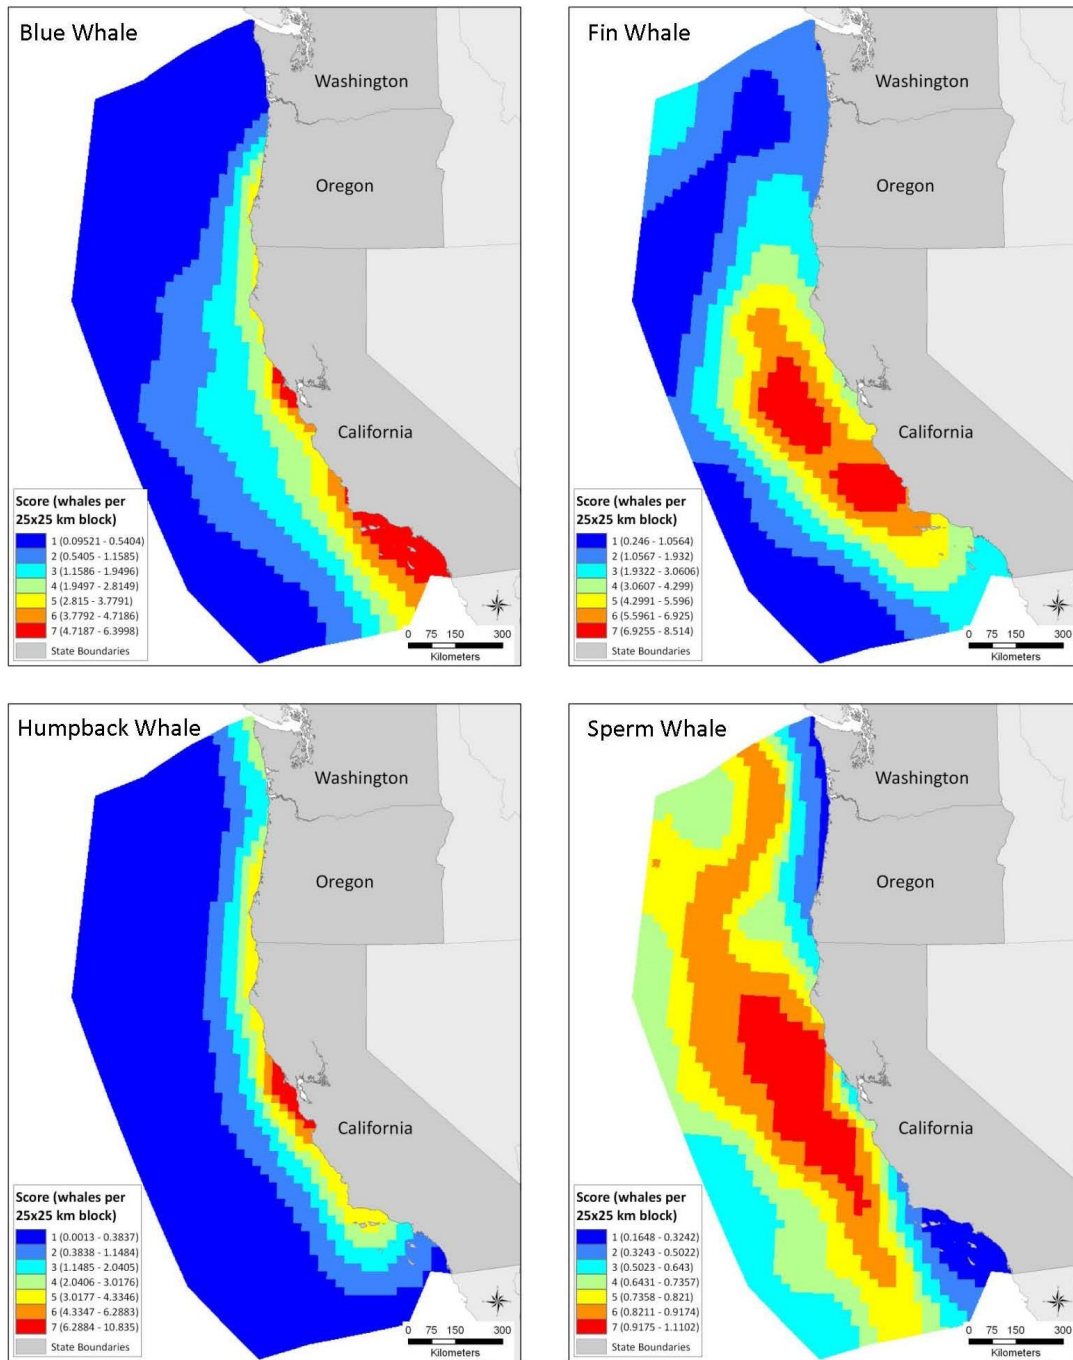 Blue Whale
Washington
Oregon
California
Score (whales per
25x25 km block)
1 (0.09521 - 0.5404)
2 (0.5405 - 1.1585)
3 (1.1586 - 1.9496)
4 (1.9497 - 2.8149)
5 (2.815 - 3.7791)
6 (3.7792 - 4.7186)
7 (4.7187 - 6.3998)
State Boundaries
0 75 150 300
Kilometers
Fin Whale
Washington
Oregon
California
Score (whales per
25x25 km block)
1 (0.246 - 1.0564)
2 (1.0567 - 1.932)
3 (1.9322 - 3.0606)
4 (3.0607 - 4.299)
5 (4.2991 - 5.596)
6 (5.5961 - 6.925)
7 (6.9255 - 8.514)
State Boundaries
0 75 150 300
Kilometers
Humpback Whale
Washington
Oregon
California
Score (whales per
25x25 km block)
1 (0.0013 - 0.3837)
2 (0.3838 - 1.1484)
3 (1.1485 - 2.0405)
4 (2.0406 - 3.0176)
5 (3.0177 - 4.3346)
6 (4.3347 - 6.2883)
7 (6.2884 - 10.835)
State Boundaries
0 75 150 300
Kilometers
Sperm Whale
Washington
Oregon
California
Score (whales per
25x25 km block)
1 (0.1648 - 0.3242)
2 (0.3243 - 0.5022)
3 (0.5023 - 0.643)
4 (0.6431 - 0.7357)
5 (0.7358 - 0.821)
6 (0.8211 - 0.9174)
7 (0.9175 - 1.1102)
State Boundaries
0 75 150 300
Kilometers